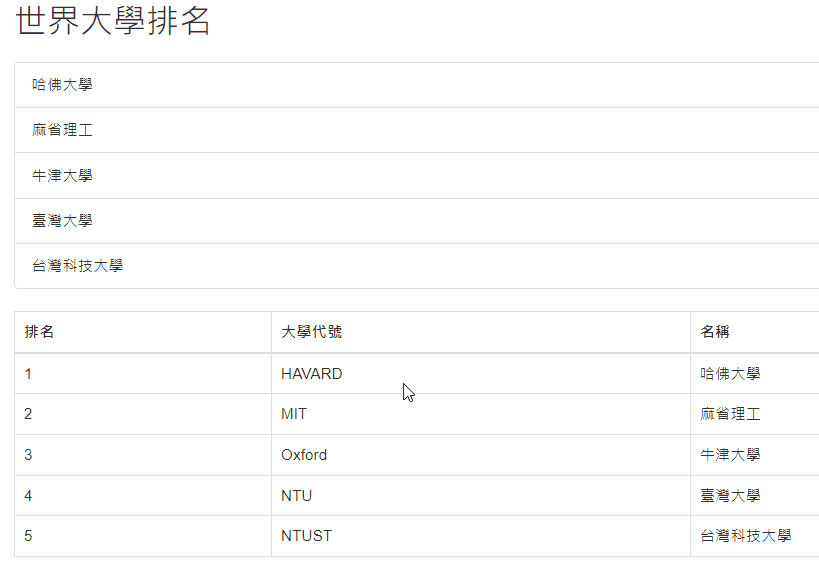 世界大學排名
哈佛大學
麻省理工
牛津大學
臺灣大學
台灣科技大學
排名 大學代號 名稱
1 HAVARD 哈佛大學
2 MIT 麻省理工
3 Oxford 牛津大學
4 NTU 臺灣大學
5 NTUST 台灣科技大學